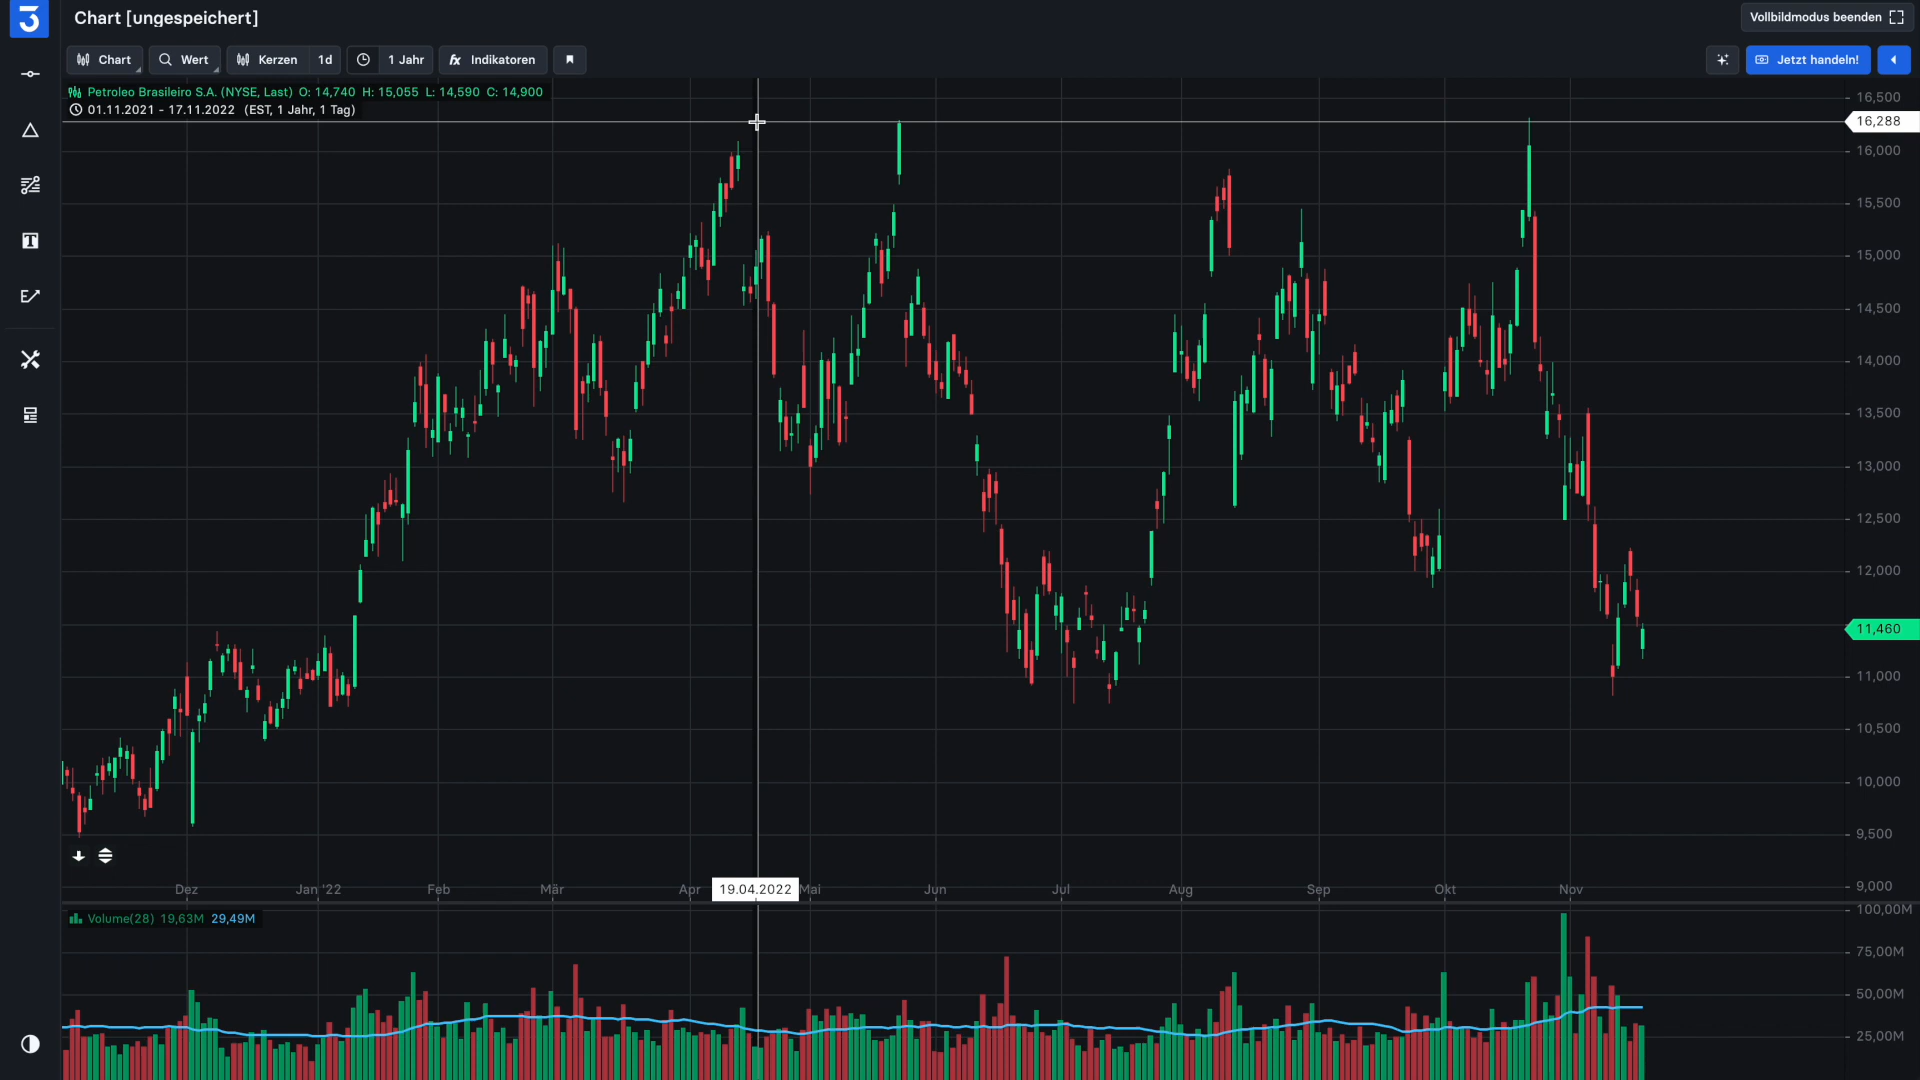 Chart [ungespeichert]
Vollbildmodus beenden
Chart
Wert
Kerzen
1d
1 Jahr
fx Indikatoren
Jetzt handeln!
Petroleo Brasileiro S.A. (NYSE, Last) O: 14,740 H: 15,055 L: 14,590 C: 14,900
01.11.2021 - 17.11.2022 (EST, 1 Jahr, 1 Tag)
16,500
16,288
16,000
15,500
15,000
14,500
14,000
13,500
13,000
12,500
12,000
11,460
11,000
10,500
10,000
9,500
9,000
Dez
Jan '22
Feb
Mär
Apr
19.04.2022
Mai
Jun
Jul
Aug
Sep
Okt
Nov
Volume(28) 19,63M 29,49M
100,00M
75,00M
50,00M
25,00M